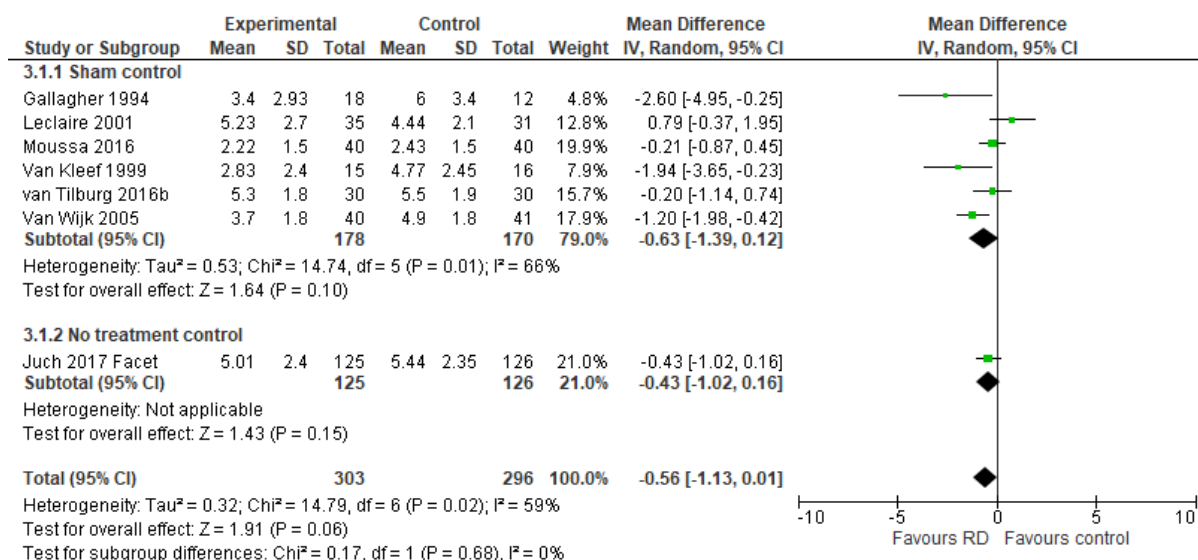 Experimental Control Mean Difference Mean Difference
Study or Subgroup Mean SD Total Mean SD Total Weight IV, Random, 95% CI IV, Random, 95% CI
3.1.1 Sham control
Gallagher 1994 3.4 2.93 18 6 3.4 12 4.8% -2.60 [-4.95, -0.25]
Leclaire 2001 5.23 2.7 35 4.44 2.1 31 12.8% 0.79 [-0.37, 1.95]
Moussa 2016 2.22 1.5 40 2.43 1.5 40 19.9% -0.21 [-0.87, 0.45]
Van Kleef 1999 2.83 2.4 15 4.77 2.45 16 7.9% -1.94 [-3.65, -0.23]
van Tilburg 2016b 5.3 1.8 30 5.5 1.9 30 15.7% -0.20 [-1.14, 0.74]
Van Wijk 2005 3.7 1.8 40 4.9 1.8 41 17.9% -1.20 [-1.98, -0.42]
Subtotal (95% CI) 178 170 79.0% -0.63 [-1.39, 0.12]
Heterogeneity: Tau² = 0.53; Chi² = 14.74, df = 5 (P = 0.01); I² = 66%
Test for overall effect: Z = 1.64 (P = 0.10)
3.1.2 No treatment control
Juch 2017 Facet 5.01 2.4 125 5.44 2.35 126 21.0% -0.43 [-1.02, 0.16]
Subtotal (95% CI) 125 126 21.0% -0.43 [-1.02, 0.16]
Heterogeneity: Not applicable
Test for overall effect: Z = 1.43 (P = 0.15)
Total (95% CI) 303 296 100.0% -0.56 [-1.13, 0.01]
Heterogeneity: Tau² = 0.32; Chi² = 14.79, df = 6 (P = 0.02); I² = 59%
Test for overall effect: Z = 1.91 (P = 0.06)
Test for subgroup differences: Chi² = 0.17, df = 1 (P = 0.68), I² = 0%
-10 -5 0 5 10
Favours RD Favours control